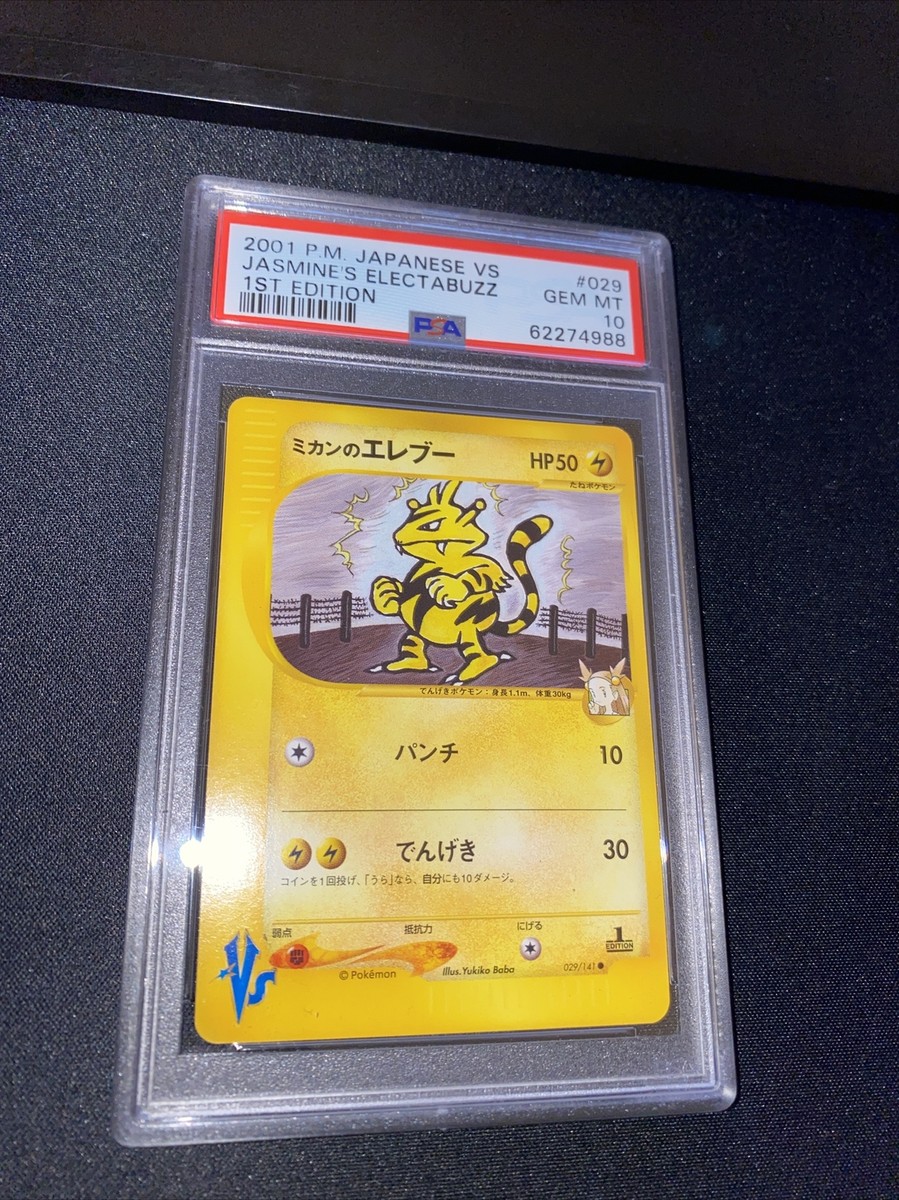 2001 P.M. JAPANESE VS #029
JASMINE'S ELECTABUZZ GEM MT
1ST EDITION 10
PSA 62274988
ミカンのエレブー HP50
たねポケモン
でんげきポケモン：身長1.1m、体重30kg
パンチ 10
でんげき 30
コインを1回投げ、「うら」なら、自分にも10ダメージ。
弱点 抵抗力 にげる
1
EDITION
VS
©Pokémon Illus. Yukiko Baba 029/141